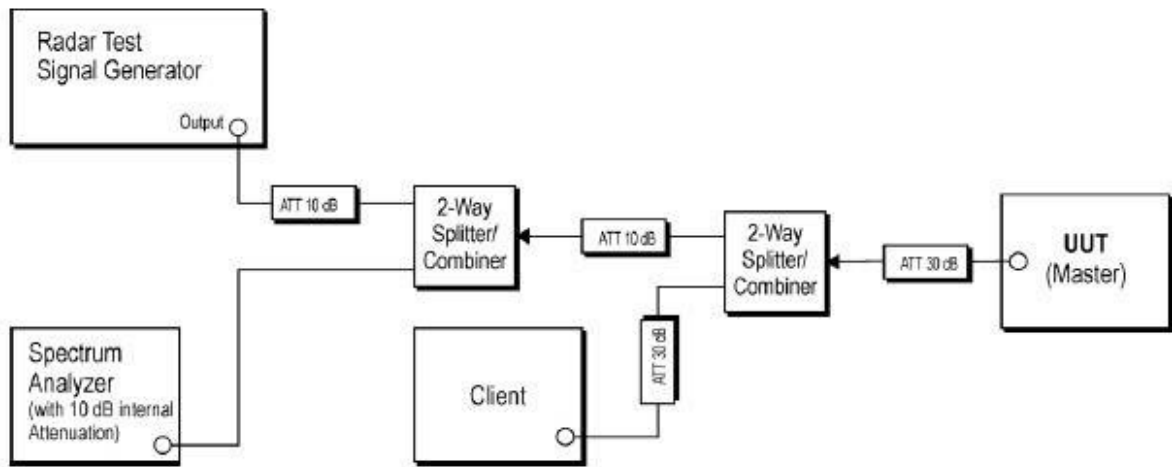 Radar Test
Signal Generator
Output
ATT 10 dB
2-Way
Splitter/
Combiner
ATT 10 dB
2-Way
Splitter/
Combiner
ATT 30 dB
UUT
(Master)
ATT 30 dB
Spectrum
Analyzer
(with 10 dB internal
Attenuation)
Client